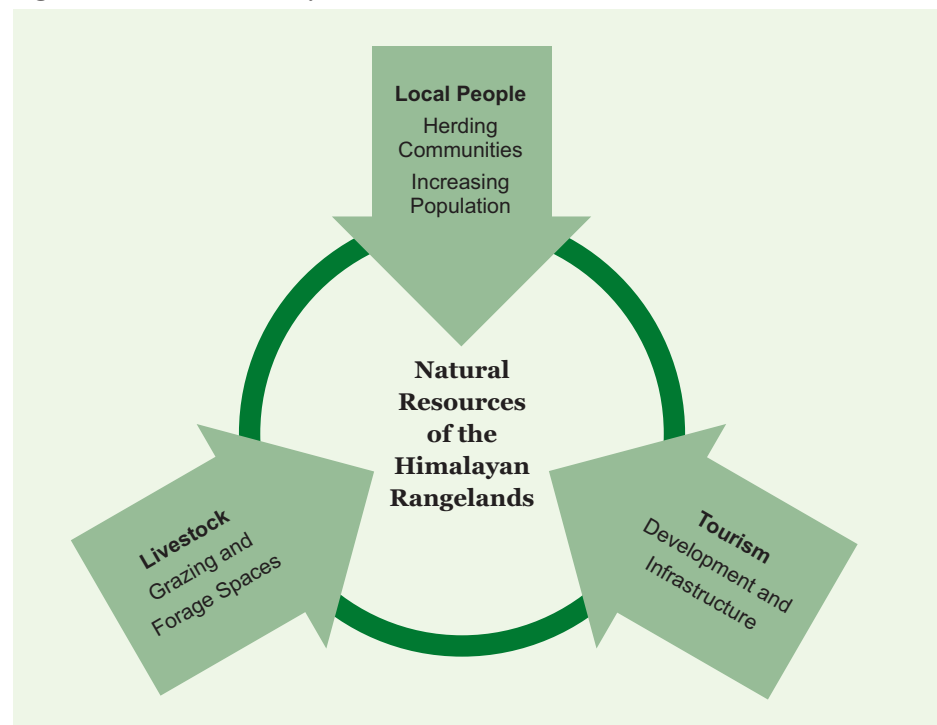 Local People
Herding
Communities
Increasing
Population
Natural
Resources
of the
Himalayan
Rangelands
Livestock
Grazing and
Forage Spaces
Tourism
Development and
Infrastructure